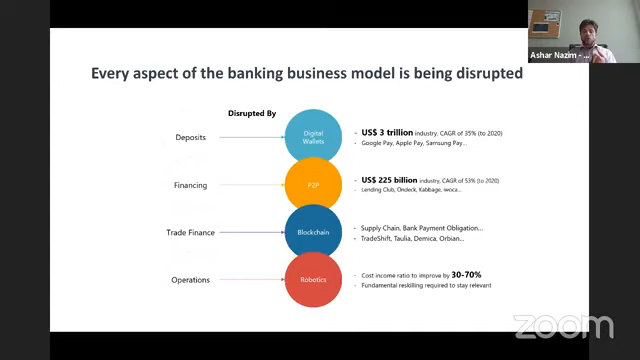 Ashar Nazim - ...
Every aspect of the banking business model is being disrupted
Disrupted By
Deposits
Digital
Wallets
- US$ 3 trillion industry, CAGR of 35% (to 2020)
- Google Pay, Apple Pay, Samsung Pay...
Financing
P2P
- US$ 225 billion industry, CAGR of 53% (to 2020)
- Lending Club, Ondeck, Kabbage, iwoca...
Trade Finance
Blockchain
- Supply Chain, Bank Payment Obligation...
- TradeShift, Taulia, Demica, Orbian...
Operations
Robotics
- Cost income ratio to improve by 30-70%
- Fundamental reskilling required to stay relevant
zoom